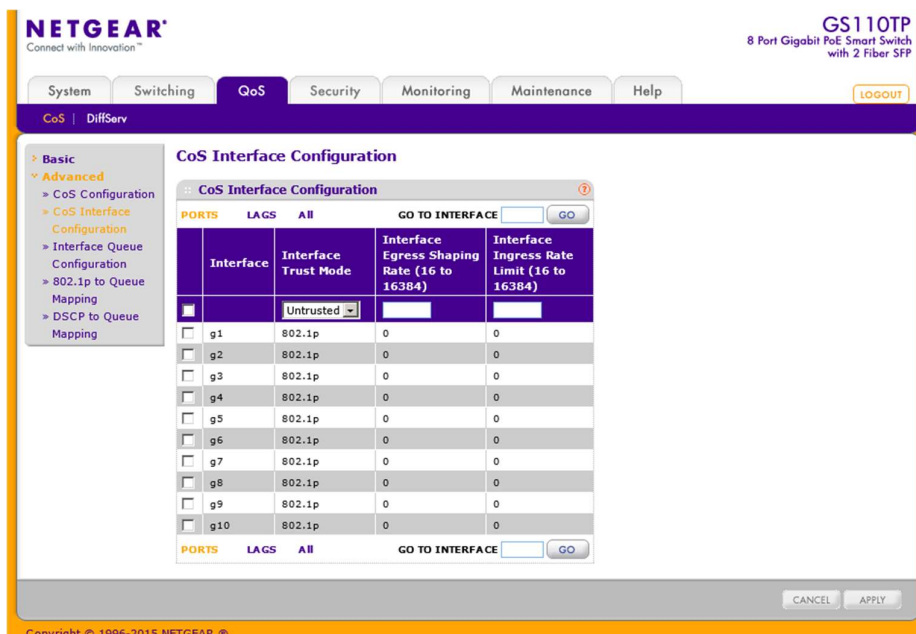 NETGEAR®
Connect with Innovation™
GS110TP
8 Port Gigabit PoE Smart Switch
with 2 Fiber SFP
System Switching QoS Security Monitoring Maintenance Help LOGOUT
CoS | DiffServ
Basic
Advanced
» CoS Configuration
» CoS Interface
Configuration
» Interface Queue
Configuration
» 802.1p to Queue
Mapping
» DSCP to Queue
Mapping
CoS Interface Configuration
CoS Interface Configuration ?
PORTS LAGS All GO TO INTERFACE GO
Interface Interface Trust Mode Interface Egress Shaping Rate (16 to 16384) Interface Ingress Rate Limit (16 to 16384)
Untrusted
g1 802.1p 0 0
g2 802.1p 0 0
g3 802.1p 0 0
g4 802.1p 0 0
g5 802.1p 0 0
g6 802.1p 0 0
g7 802.1p 0 0
g8 802.1p 0 0
g9 802.1p 0 0
g10 802.1p 0 0
PORTS LAGS All GO TO INTERFACE GO
CANCEL APPLY
Copyright © 1996-2015 NETGEAR ®